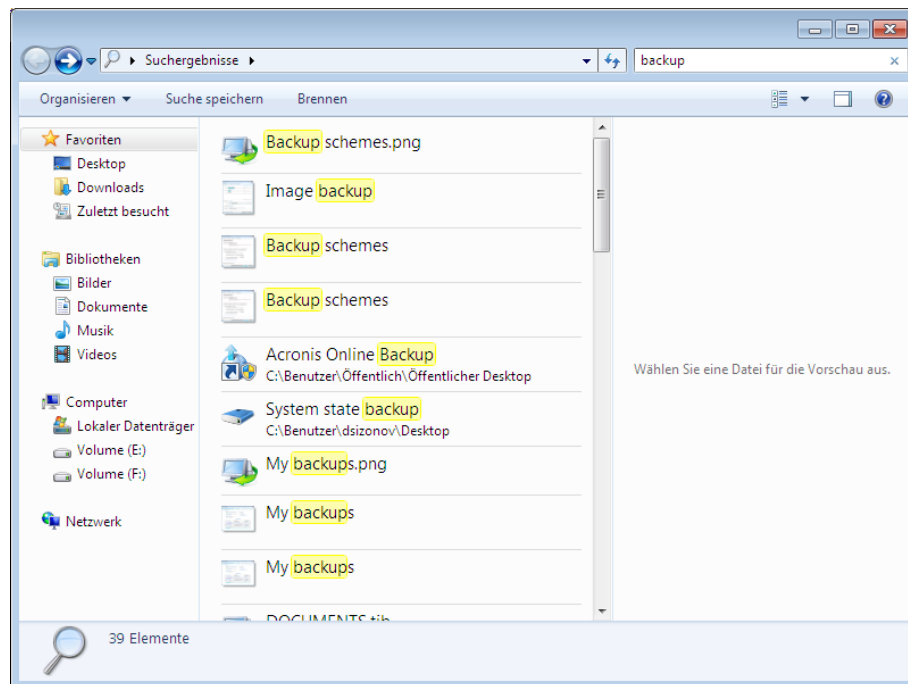 Suchergebnisse
backup
Organisieren
Suche speichern
Brennen
Favoriten
Desktop
Downloads
Zuletzt besucht
Bibliotheken
Bilder
Dokumente
Musik
Videos
Computer
Lokaler Datenträger
Volume (E:)
Volume (F:)
Netzwerk
Backup schemes.png
Image backup
Backup schemes
Backup schemes
Acronis Online Backup
C:\Benutzer\Öffentlich\Öffentlicher Desktop
System state backup
C:\Benutzer\dsizonov\Desktop
My backups.png
My backups
My backups
DOCUMENTS.tib
Wählen Sie eine Datei für die Vorschau aus.
39 Elemente